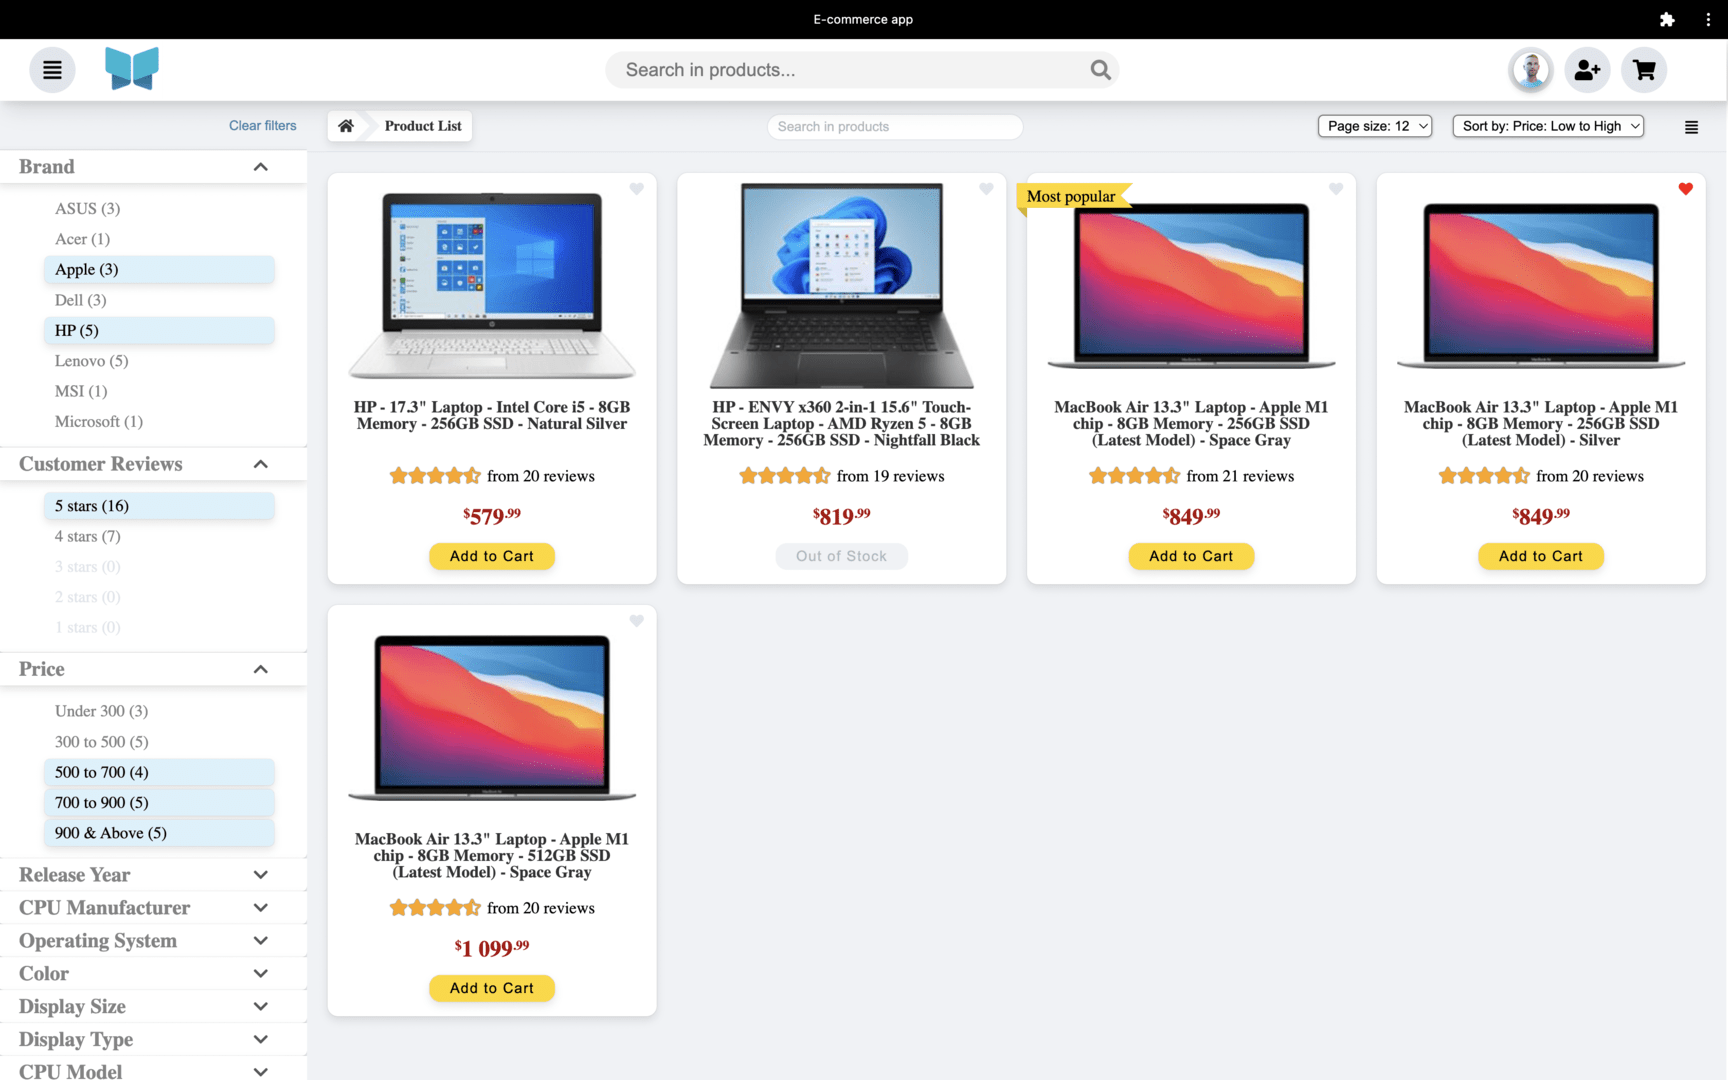 E-commerce app
Search in products...
Clear filters
Product List
Search in products
Page size: 12
Sort by: Price: Low to High
Brand
ASUS (3)
Acer (1)
Apple (3)
Dell (3)
HP (5)
Lenovo (5)
MSI (1)
Microsoft (1)
Customer Reviews
5 stars (16)
4 stars (7)
3 stars (0)
2 stars (0)
1 stars (0)
Price
Under 300 (3)
300 to 500 (5)
500 to 700 (4)
700 to 900 (5)
900 & Above (5)
Release Year
CPU Manufacturer
Operating System
Color
Display Size
Display Type
CPU Model
HP - 17.3" Laptop - Intel Core i5 - 8GB
Memory - 256GB SSD - Natural Silver
from 20 reviews
$579.99
Add to Cart
HP - ENVY x360 2-in-1 15.6" Touch-
Screen Laptop - AMD Ryzen 5 - 8GB
Memory - 256GB SSD - Nightfall Black
from 19 reviews
$819.99
Out of Stock
Most popular
MacBook Air 13.3" Laptop - Apple M1
chip - 8GB Memory - 256GB SSD
(Latest Model) - Space Gray
from 21 reviews
$849.99
Add to Cart
MacBook Air 13.3" Laptop - Apple M1
chip - 8GB Memory - 256GB SSD
(Latest Model) - Silver
from 20 reviews
$849.99
Add to Cart
MacBook Air 13.3" Laptop - Apple M1
chip - 8GB Memory - 512GB SSD
(Latest Model) - Space Gray
from 20 reviews
$1 099.99
Add to Cart